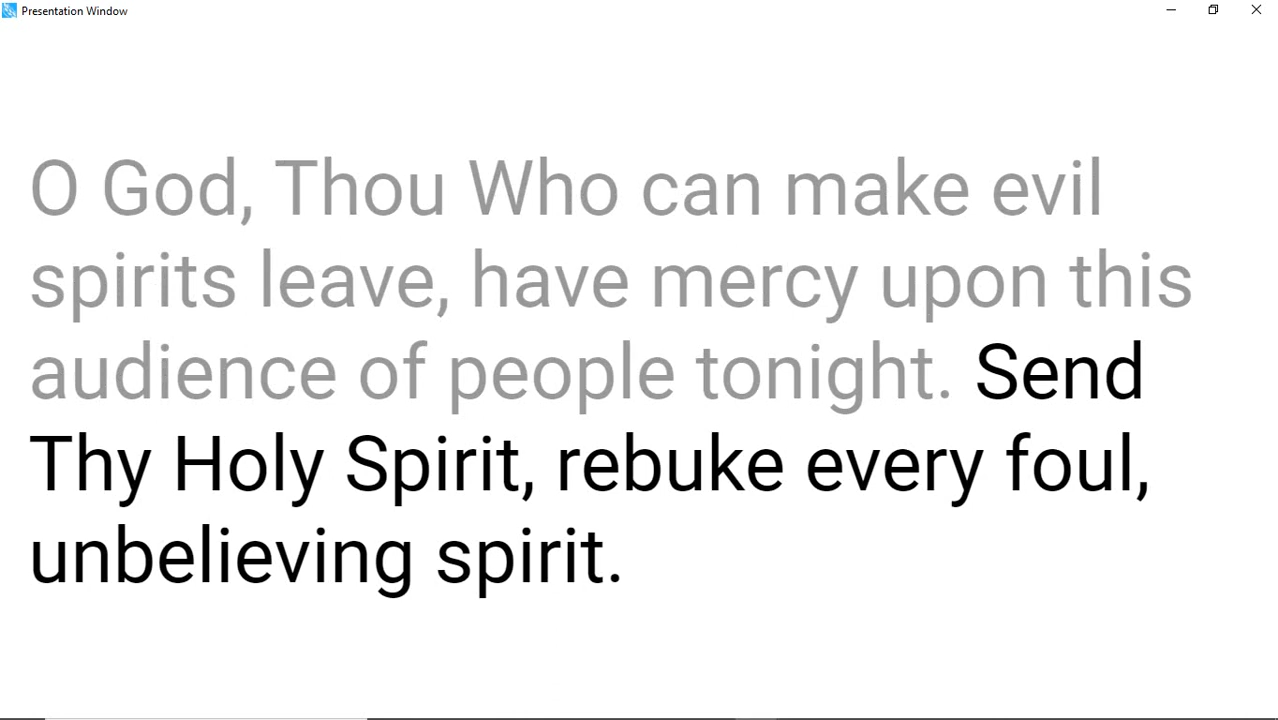 Presentation Window
O God, Thou Who can make evil
spirits leave, have mercy upon this
audience of people tonight. Send
Thy Holy Spirit, rebuke every foul,
unbelieving spirit.